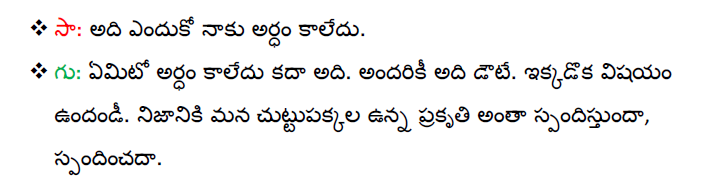 ❖ సా: అది ఎందుకో నాకు అర్ధం కాలేదు.
❖ గు: ఏమిటో అర్ధం కాలేదు కదా అది. అందరికీ అది డౌటే. ఇక్కడొక విషయం
ఉందండీ. నిజానికి మన చుట్టుపక్కల ఉన్న ప్రకృతి అంతా స్పందిస్తుందా,
స్పందించదా.